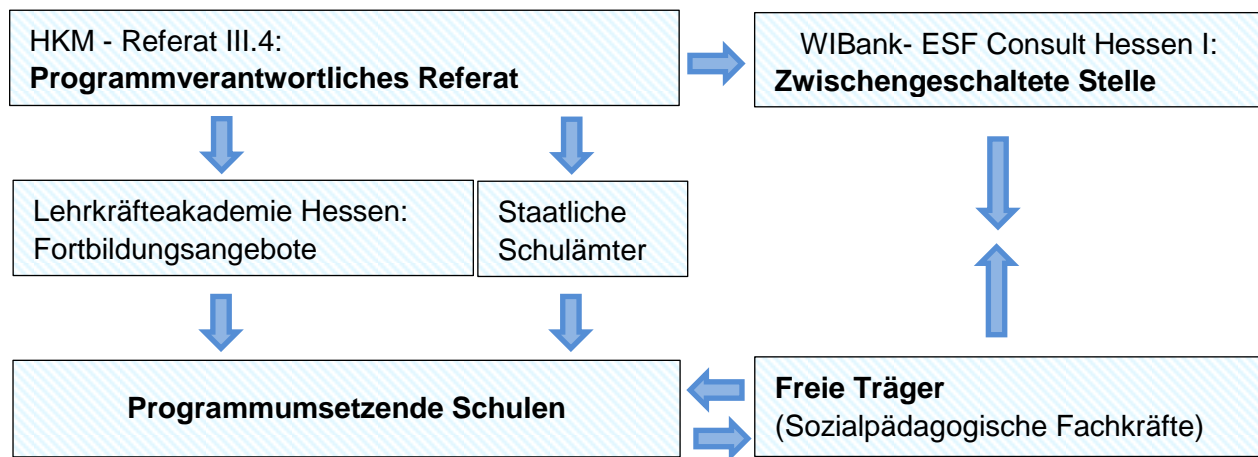 HKM - Referat III.4:
Programmverantwortliches Referat
WIBank- ESF Consult Hessen I:
Zwischengeschaltete Stelle
Lehrkräfteakademie Hessen:
Fortbildungsangebote
Staatliche
Schulämter
Programmumsetzende Schulen
Freie Träger
(Sozialpädagogische Fachkräfte)